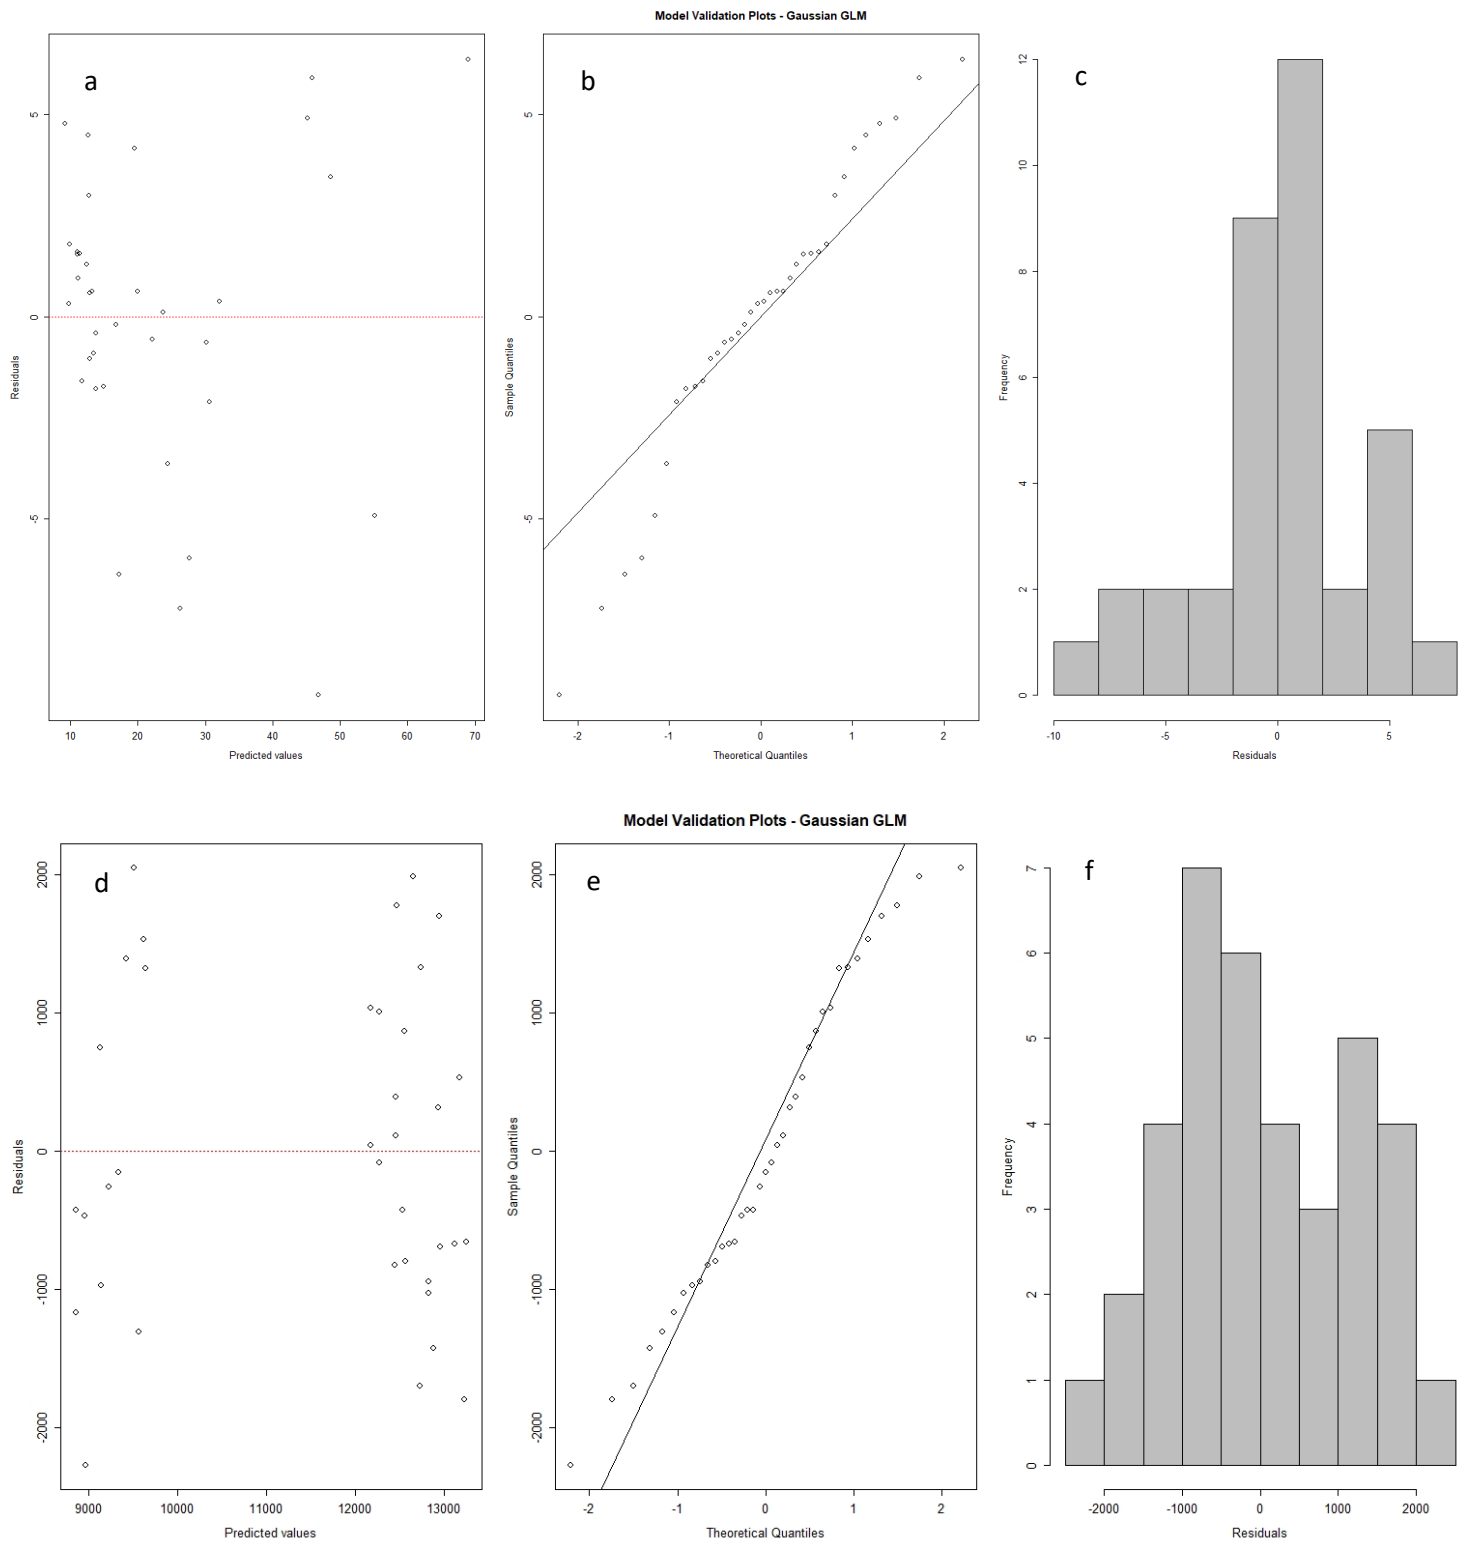 Model Validation Plots - Gaussian GLM
a
5
0
-5
Residuals
10 20 30 40 50 60 70
Predicted values
b
5
0
-5
Sample Quantiles
-2 -1 0 1 2
Theoretical Quantiles
c
12
10
8
6
4
2
0
Frequency
-10 -5 0 5
Residuals
Model Validation Plots - Gaussian GLM
d
2000
1000
0
-1000
-2000
Residuals
9000 10000 11000 12000 13000
Predicted values
e
2000
1000
0
-1000
-2000
Sample Quantiles
-2 -1 0 1 2
Theoretical Quantiles
f
7
6
5
4
3
2
1
0
Frequency
-2000 -1000 0 1000 2000
Residuals